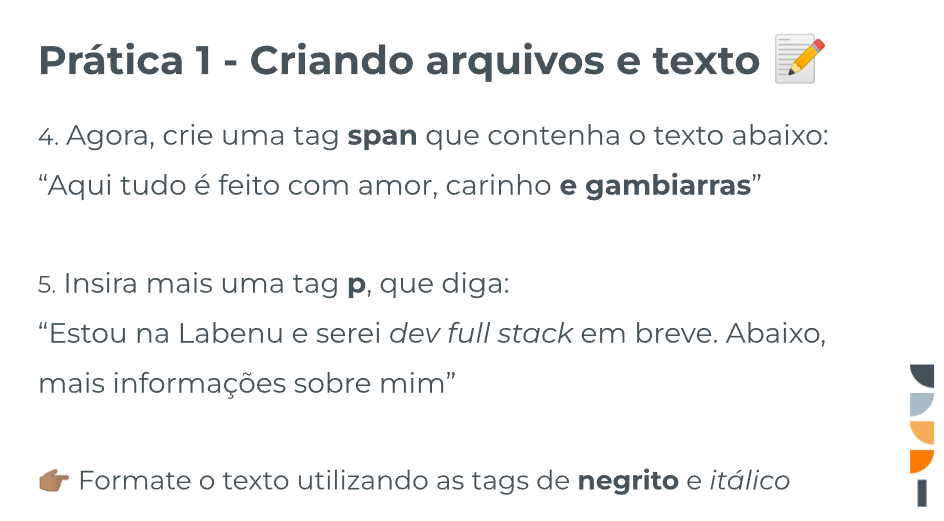 Prática 1 - Criando arquivos e texto 📝
4. Agora, crie uma tag span que contenha o texto abaixo:
“Aqui tudo é feito com amor, carinho e gambiarras”
5. Insira mais uma tag p, que diga:
“Estou na Labenu e serei dev full stack em breve. Abaixo,
mais informações sobre mim”
👉🏽 Formate o texto utilizando as tags de negrito e itálico